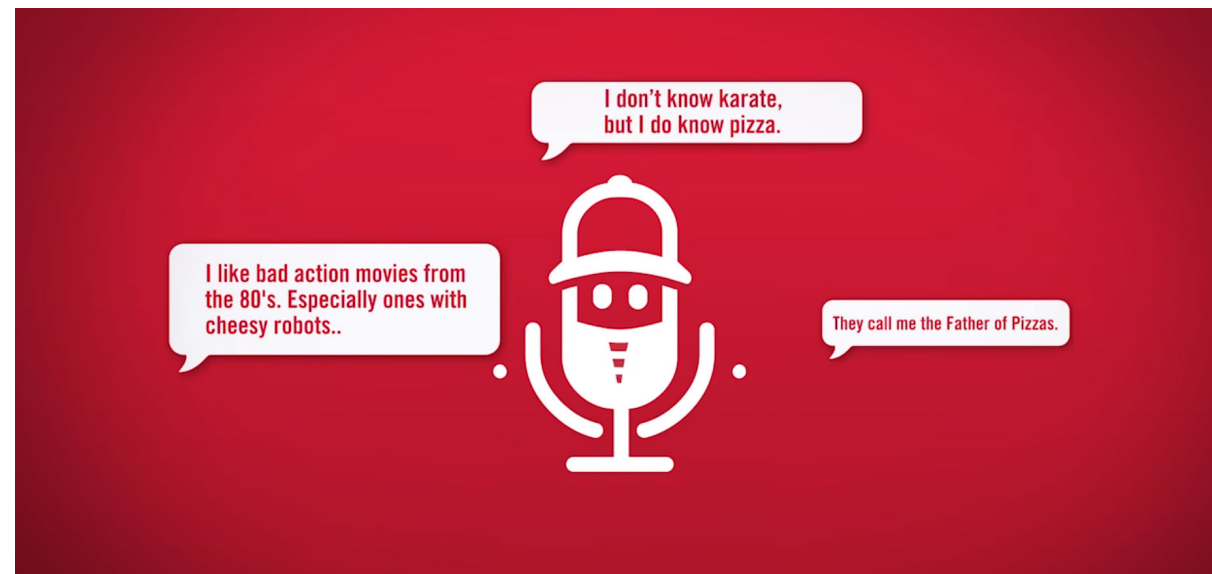 I don't know karate,
but I do know pizza.
I like bad action movies from
the 80's. Especially ones with
cheesy robots..
They call me the Father of Pizzas.